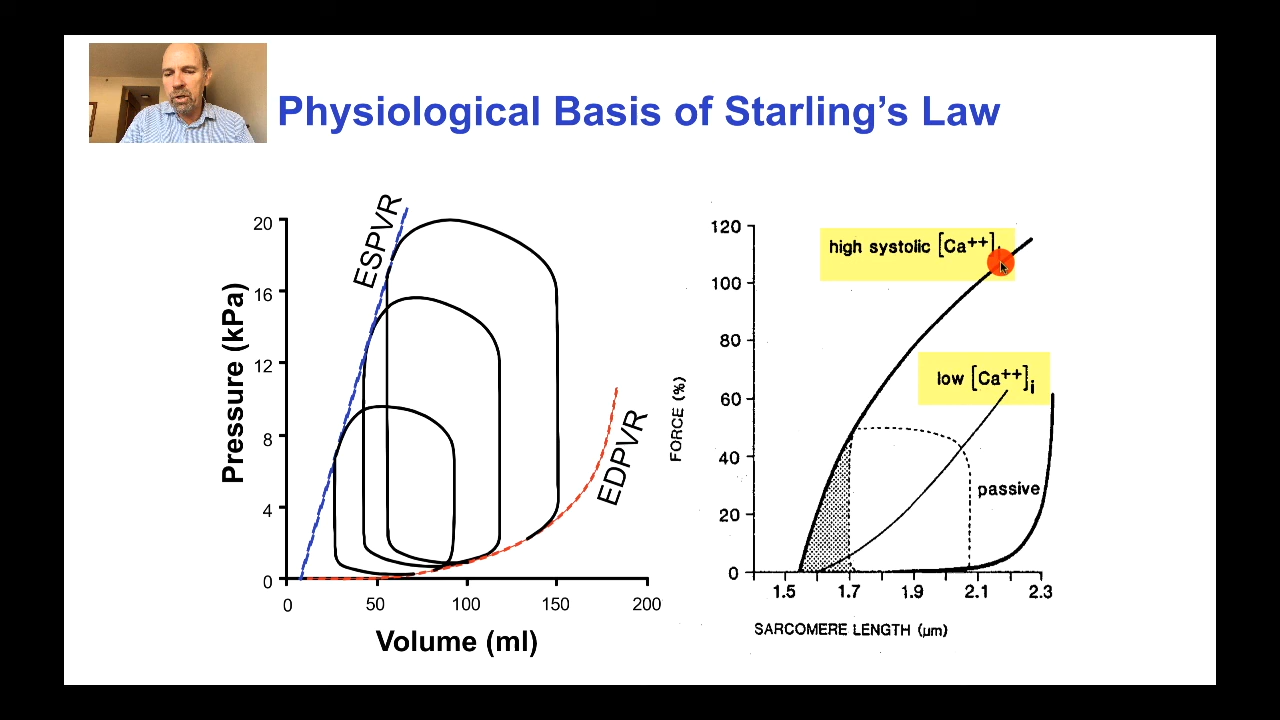 Physiological Basis of Starling's Law
ESPVR
EDPVR
Pressure (kPa)
20
16
12
8
4
0
0 50 100 150 200
Volume (ml)
high systolic [Ca++]
low [Ca++]i
passive
FORCE (%)
120
100
80
60
40
20
0
1.5 1.7 1.9 2.1 2.3
SARCOMERE LENGTH (μm)